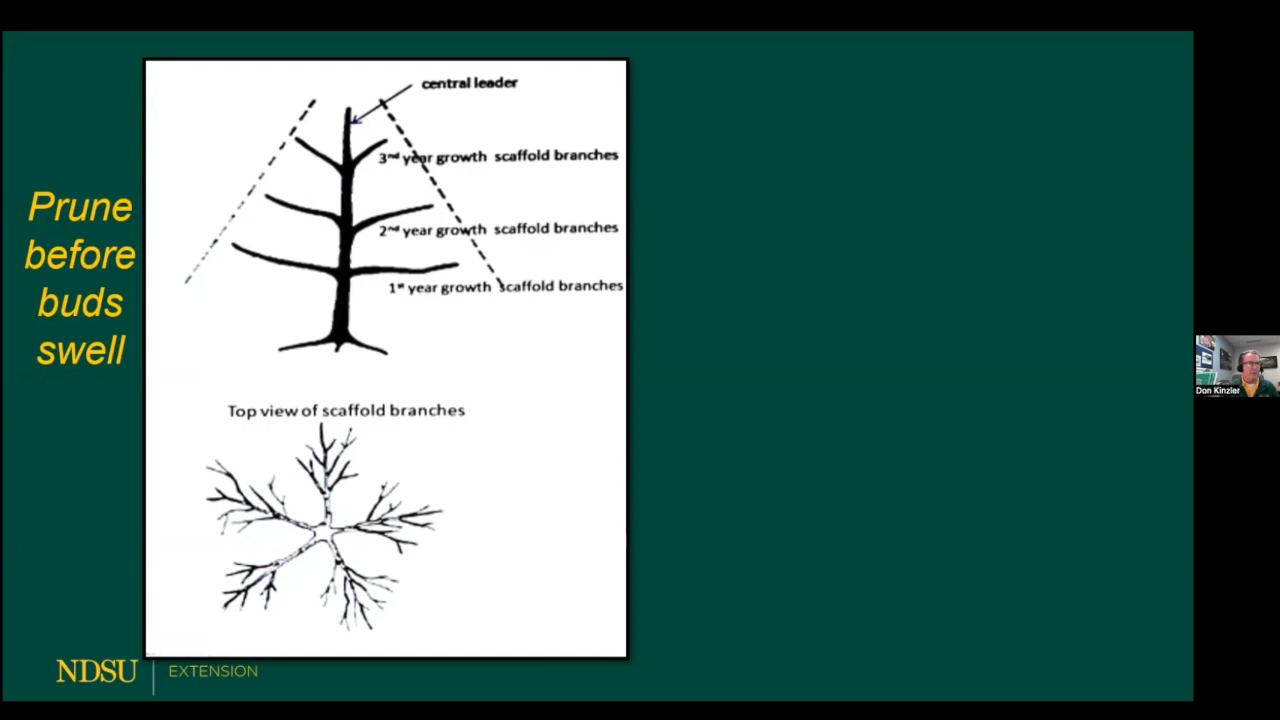 Prune
before
buds
swell
central leader
3ⁿᵈ year growth scaffold branches
2ⁿᵈ year growth scaffold branches
1ˢᵗ year growth scaffold branches
Top view of scaffold branches
NDSU EXTENSION
Don Kinzler